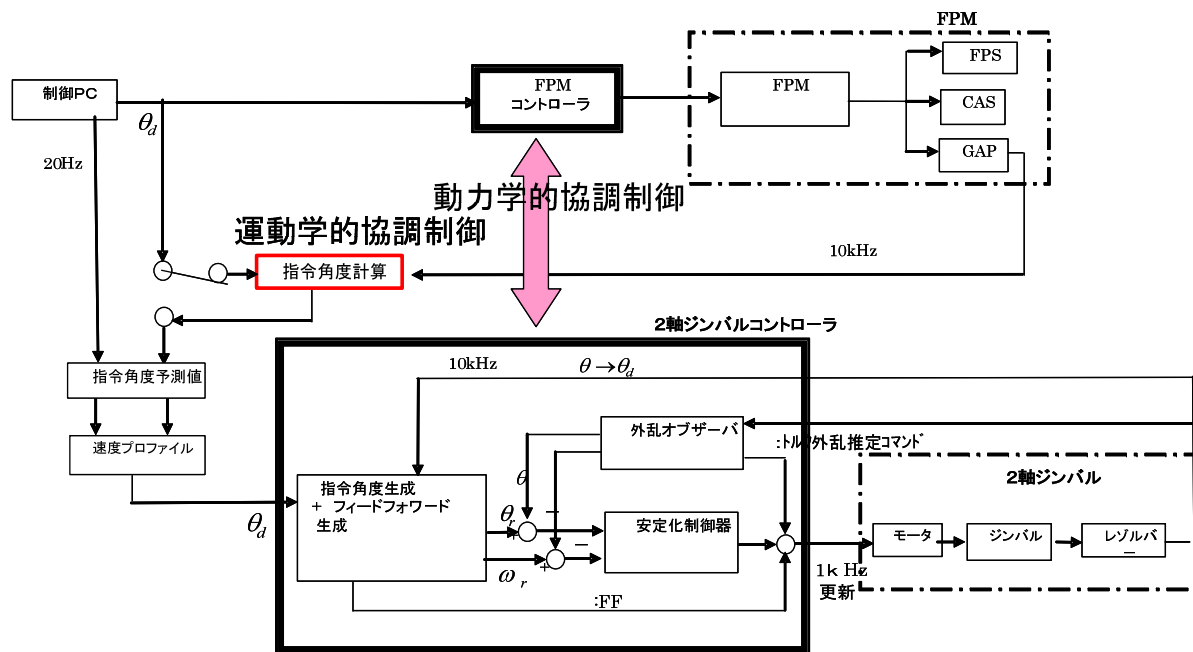 FPM
制御PC
θd
20Hz
FPM
コントローラ
FPM
FPS
CAS
GAP
動力学的協調制御
運動学的協調制御
指令角度計算
10kHz
2軸ジンバルコントローラ
指令角度予測値
速度プロファイル
10kHz
θ→θd
外乱オブザーバ
:トルク外乱推定コマンド
2軸ジンバル
θd
指令角度生成
+ フィードフォワード
生成
θ
θr
+
−
ωr
+
−
安定化制御器
:FF
1k Hz
更新
モータ
ジンバル
レゾルバ
ー